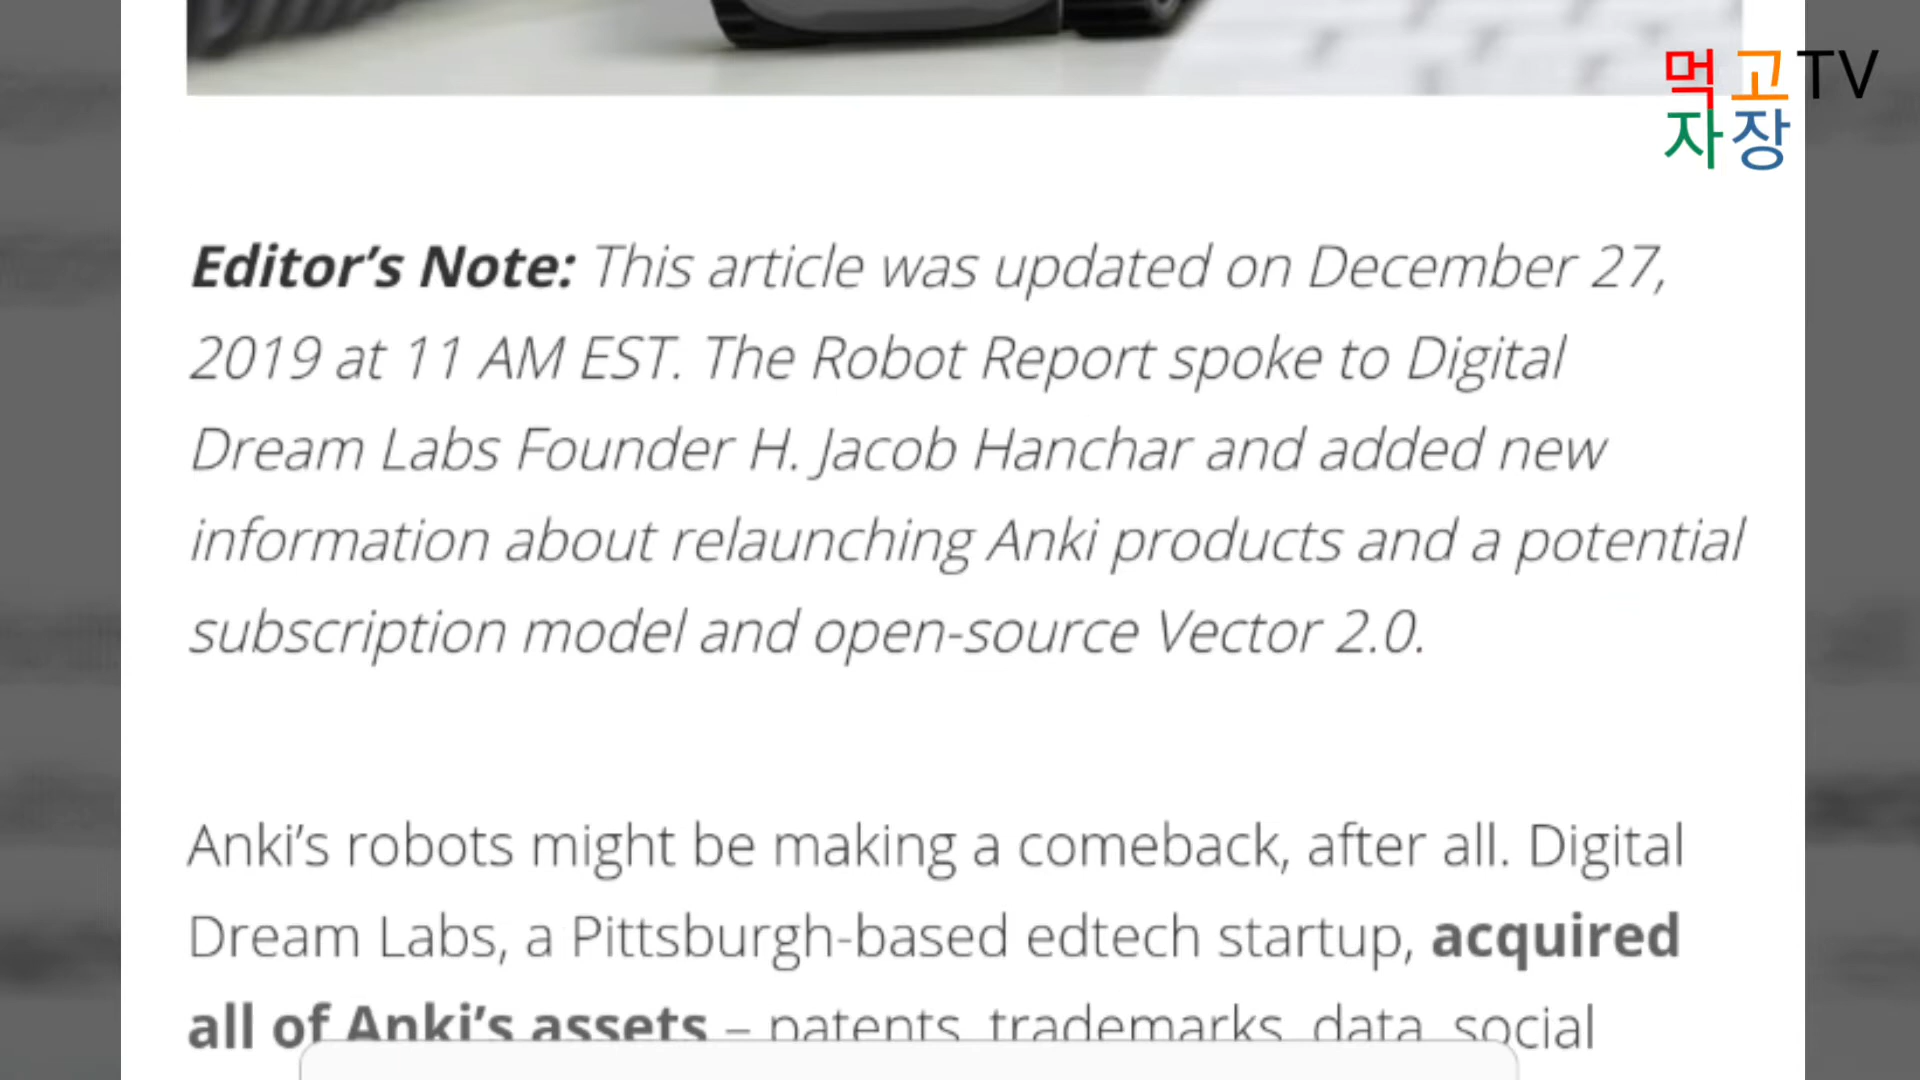 먹고TV
자장
Editor's Note: This article was updated on December 27,
2019 at 11 AM EST. The Robot Report spoke to Digital
Dream Labs Founder H. Jacob Hanchar and added new
information about relaunching Anki products and a potential
subscription model and open-source Vector 2.0.
Anki's robots might be making a comeback, after all. Digital
Dream Labs, a Pittsburgh-based edtech startup, acquired
all of Anki's assets – patents, trademarks, data, social